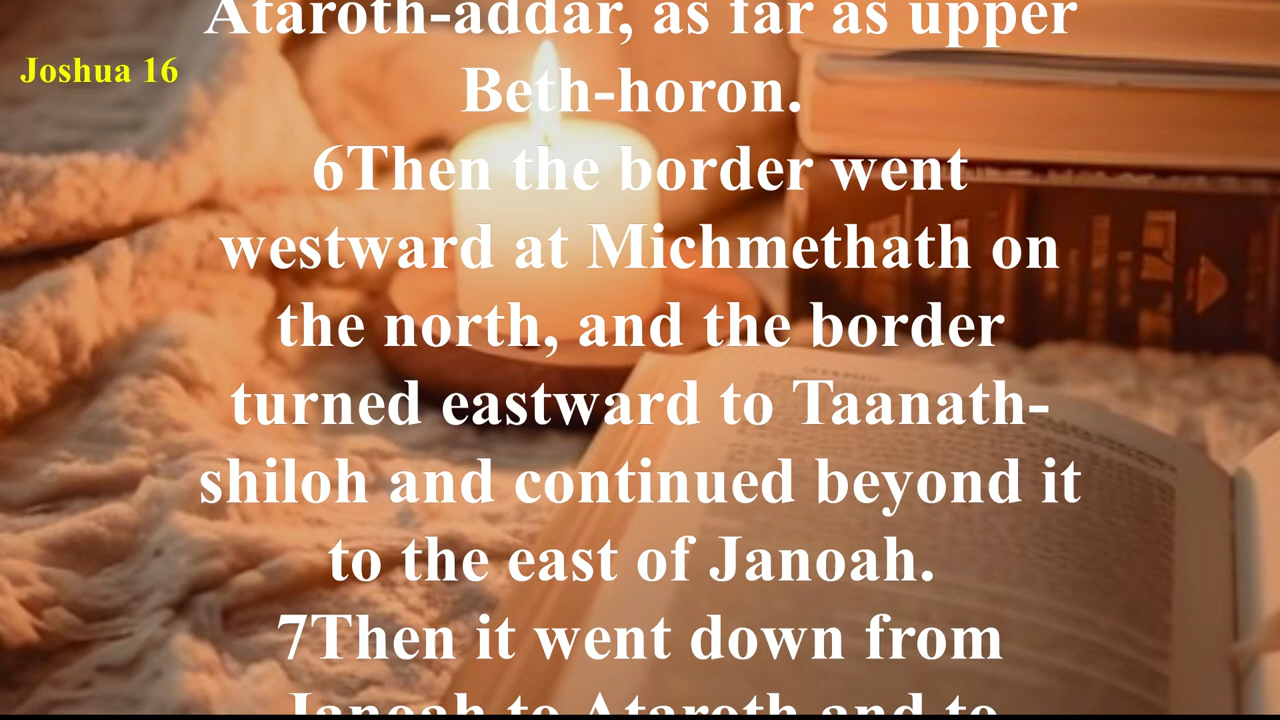 Ataroth-addar, as far as upper
Joshua 16
Beth-horon.
6Then the border went
westward at Michmethath on
the north, and the border
turned eastward to Taanath-
shiloh and continued beyond it
to the east of Janoah.
7Then it went down from
Janoah to Ataroth and to